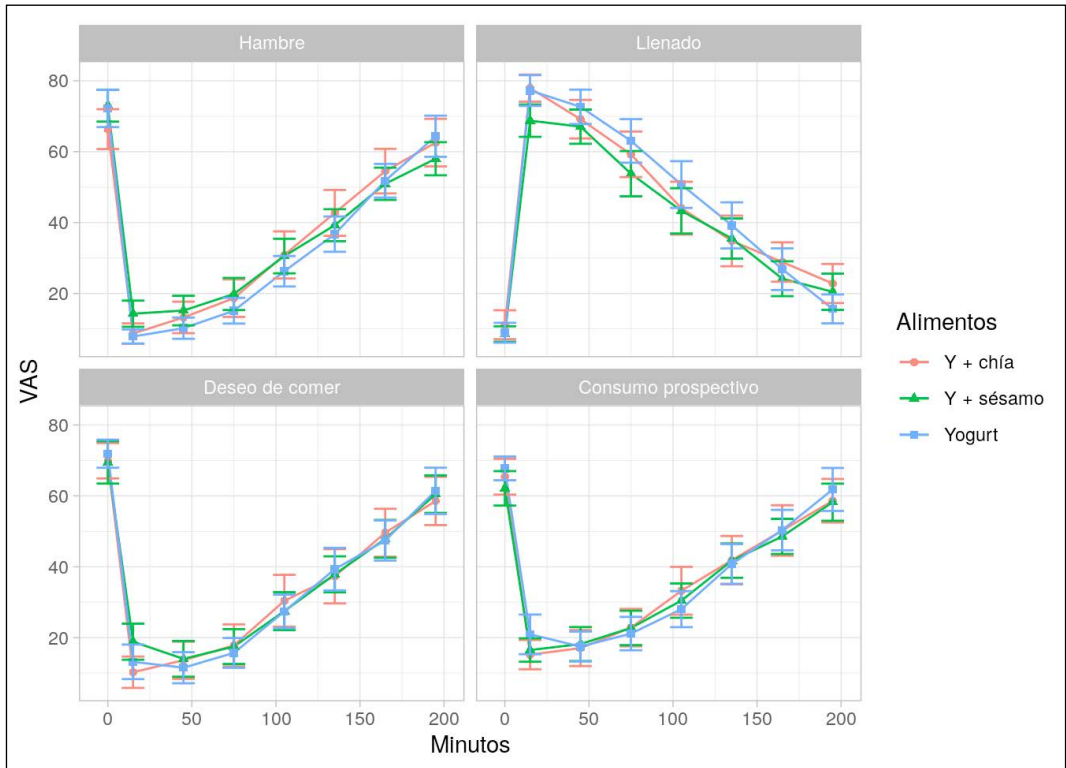 Hambre
Llenado
80
60
40
20
Deseo de comer
Consumo prospectivo
80
60
40
20
0
50
100
150
200
0
50
100
150
200
VAS
Minutos
Alimentos
Y + chía
Y + sésamo
Yogurt